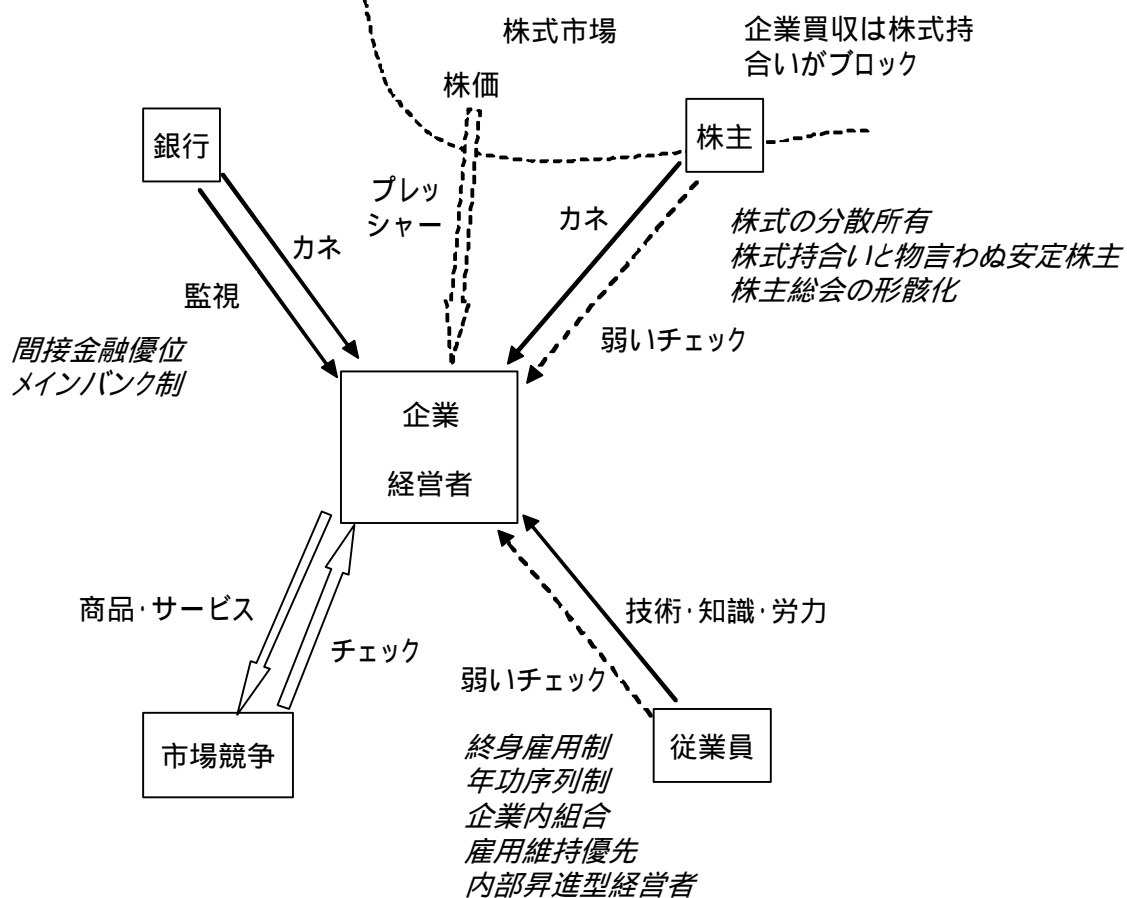 株式市場
企業買収は株式持
合いがブロック
株価
銀行
株主
プレッ
シャー
カネ
カネ
監視
株式の分散所有
株式持合いと物言わぬ安定株主
株主総会の形骸化
弱いチェック
間接金融優位
メインバンク制
企業
経営者
商品・サービス
チェック
技術・知識・労力
弱いチェック
市場競争
従業員
終身雇用制
年功序列制
企業内組合
雇用維持優先
内部昇進型経営者